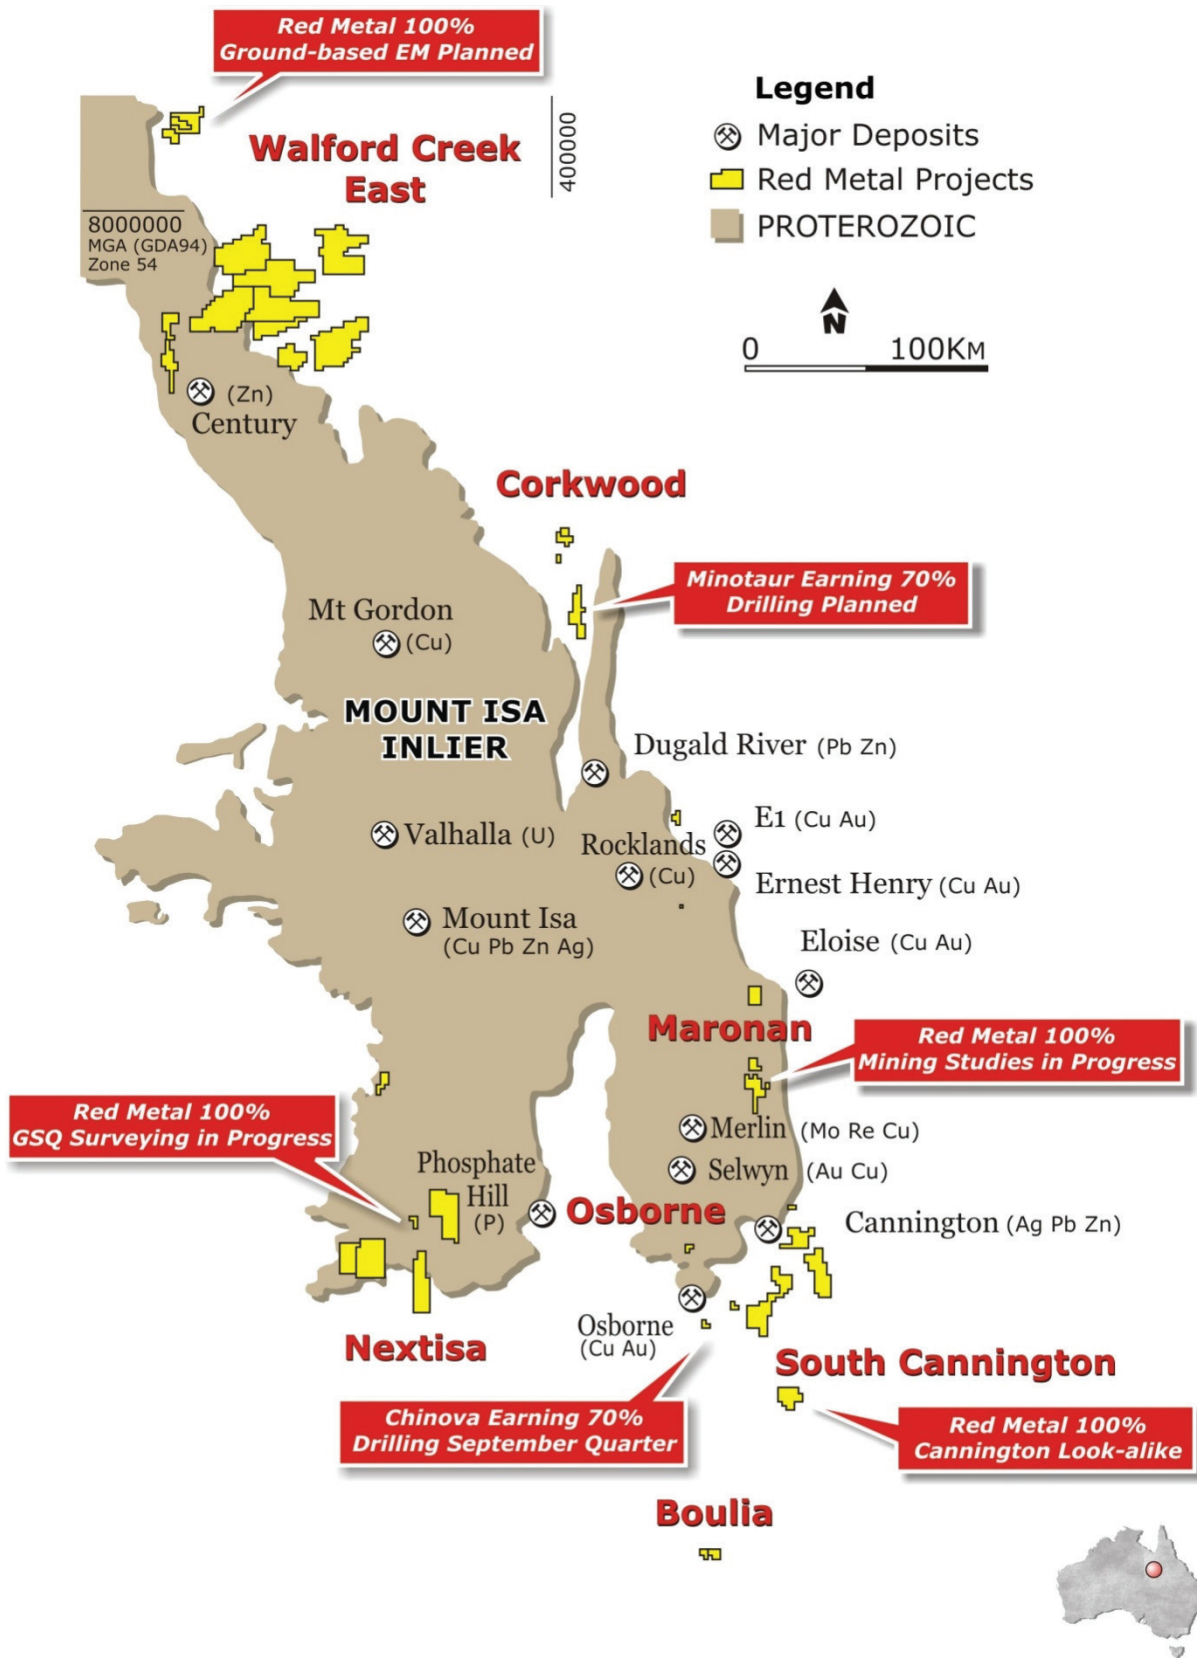 Red Metal 100%
Ground-based EM Planned
Legend
Major Deposits
Red Metal Projects
PROTEROZOIC
Walford Creek
East
400000
8000000
MGA (GDA94)
Zone 54
N
0 100KM
(Zn)
Century
Corkwood
Minotaur Earning 70%
Drilling Planned
Mt Gordon
(Cu)
MOUNT ISA
INLIER
Dugald River (Pb Zn)
E1 (Cu Au)
Valhalla (U)
Rocklands
(Cu)
Ernest Henry (Cu Au)
Mount Isa
(Cu Pb Zn Ag)
Eloise (Cu Au)
Maronan
Red Metal 100%
Mining Studies in Progress
Red Metal 100%
GSQ Surveying in Progress
Merlin (Mo Re Cu)
Phosphate
Hill
(P)
Selwyn (Au Cu)
Osborne
Cannington (Ag Pb Zn)
Nextisa
Osborne
(Cu Au)
South Cannington
Chinova Earning 70%
Drilling September Quarter
Red Metal 100%
Cannington Look-alike
Boulia